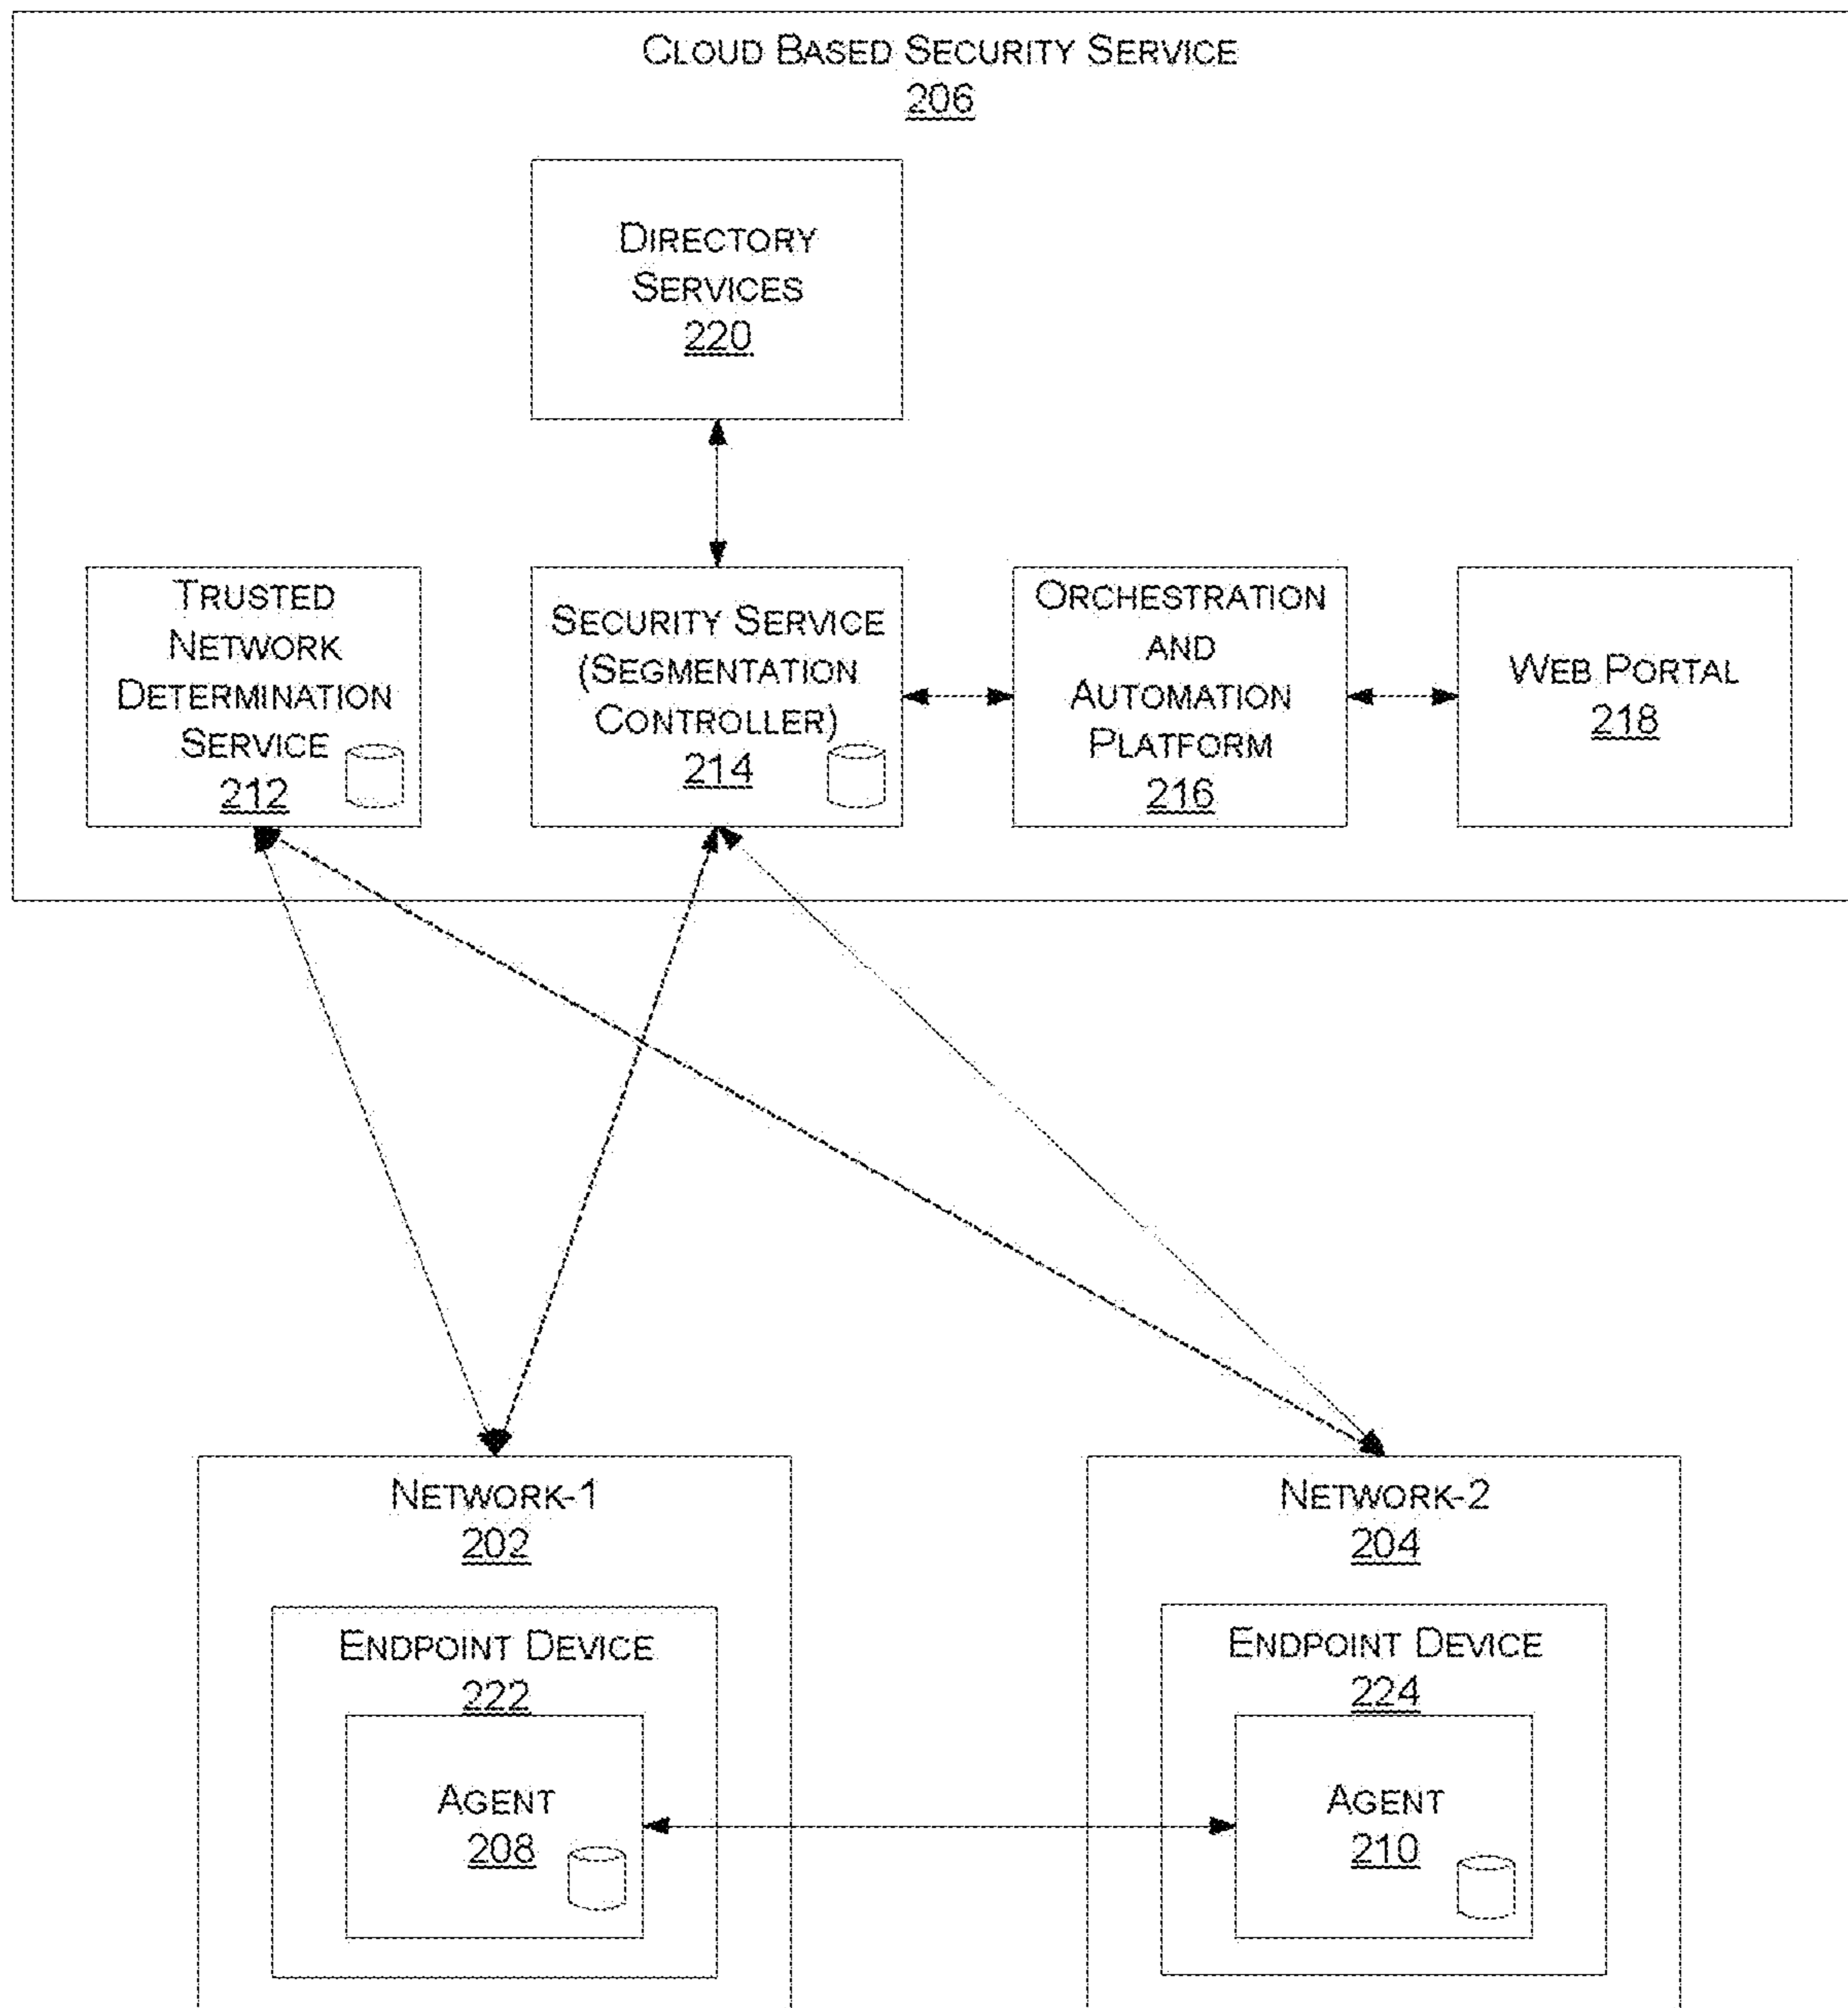 CLOUD BASED SECURITY SERVICE
206
DIRECTORY
SERVICES
220
TRUSTED
NETWORK
DETERMINATION
SERVICE
212
SECURITY SERVICE
(SEGMENTATION
CONTROLLER)
214
ORCHESTRATION
AND
AUTOMATION
PLATFORM
216
WEB PORTAL
218
NETWORK-1
202
ENDPOINT DEVICE
222
AGENT
208
NETWORK-2
204
ENDPOINT DEVICE
224
AGENT
210